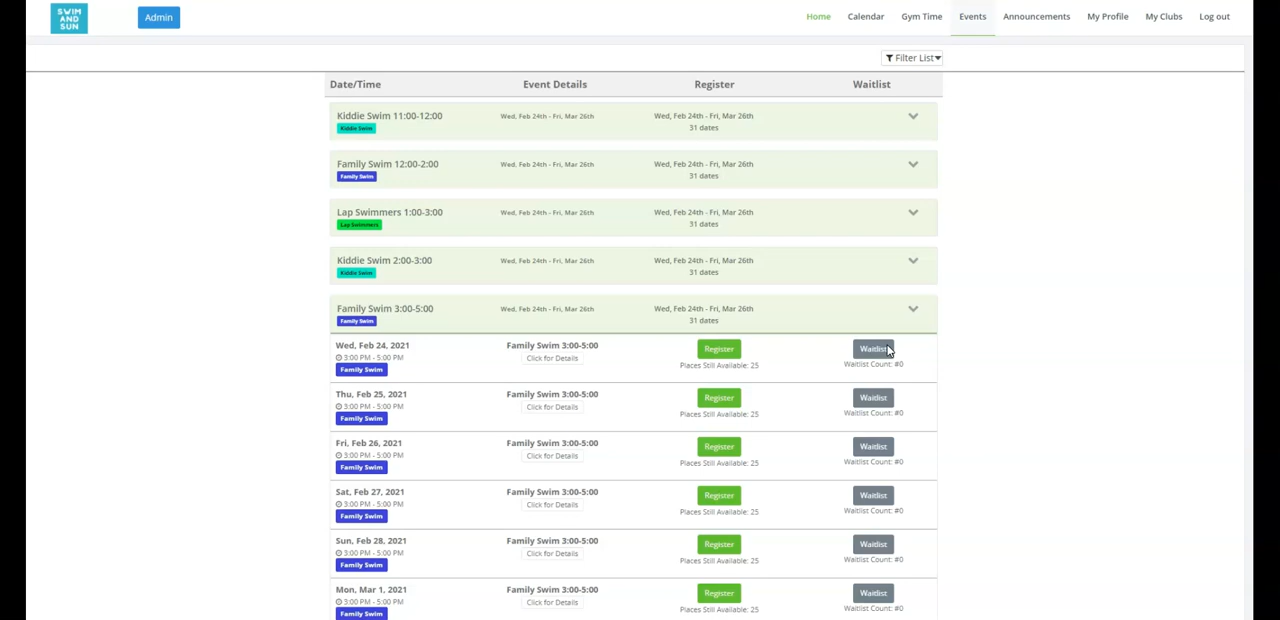 SWIM
AND
SUN
Admin
Home Calendar Gym Time Events Announcements My Profile My Clubs Log out
Filter List
Date/Time Event Details Register Waitlist
Kiddie Swim 11:00-12:00 Wed, Feb 24th - Fri, Mar 26th Wed, Feb 24th - Fri, Mar 26th
Kiddie Swim 31 dates
Family Swim 12:00-2:00 Wed, Feb 24th - Fri, Mar 26th Wed, Feb 24th - Fri, Mar 26th
Family Swim 31 dates
Lap Swimmers 1:00-3:00 Wed, Feb 24th - Fri, Mar 26th Wed, Feb 24th - Fri, Mar 26th
Lap Swimmers 31 dates
Kiddie Swim 2:00-3:00 Wed, Feb 24th - Fri, Mar 26th Wed, Feb 24th - Fri, Mar 26th
Kiddie Swim 31 dates
Family Swim 3:00-5:00 Wed, Feb 24th - Fri, Mar 26th Wed, Feb 24th - Fri, Mar 26th
Family Swim 31 dates
Wed, Feb 24, 2021 Family Swim 3:00-5:00 Register Waitlist
3:00 PM - 5:00 PM Click for Details Places Still Available: 25 Waitlist Count: #0
Family Swim
Thu, Feb 25, 2021 Family Swim 3:00-5:00 Register Waitlist
3:00 PM - 5:00 PM Click for Details Places Still Available: 25 Waitlist Count: #0
Family Swim
Fri, Feb 26, 2021 Family Swim 3:00-5:00 Register Waitlist
3:00 PM - 5:00 PM Click for Details Places Still Available: 25 Waitlist Count: #0
Family Swim
Sat, Feb 27, 2021 Family Swim 3:00-5:00 Register Waitlist
3:00 PM - 5:00 PM Click for Details Places Still Available: 25 Waitlist Count: #0
Family Swim
Sun, Feb 28, 2021 Family Swim 3:00-5:00 Register Waitlist
3:00 PM - 5:00 PM Click for Details Places Still Available: 25 Waitlist Count: #0
Family Swim
Mon, Mar 1, 2021 Family Swim 3:00-5:00 Register Waitlist
3:00 PM - 5:00 PM Click for Details Places Still Available: 25 Waitlist Count: #0
Family Swim